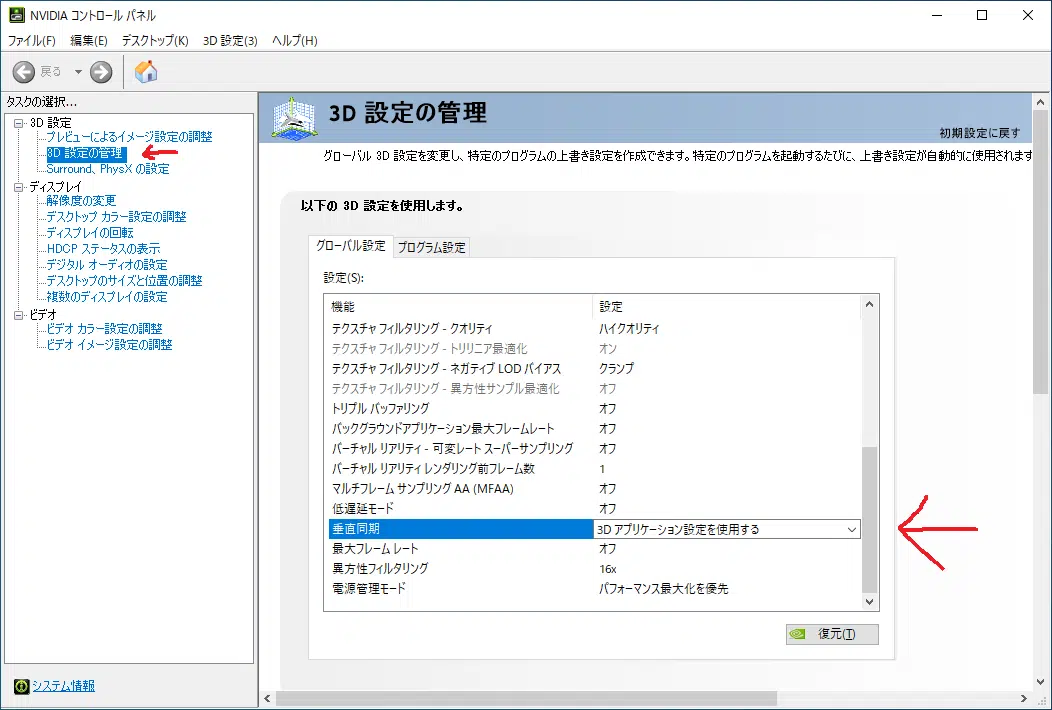 NVIDIA コントロール パネル
ファイル(F) 編集(E) デスクトップ(K) 3D 設定(3) ヘルプ(H)
戻る
タスクの選択...
3D 設定
プレビューによるイメージ設定の調整
3D 設定の管理
Surround、PhysX の設定
ディスプレイ
解像度の変更
デスクトップ カラー設定の調整
ディスプレイの回転
HDCP ステータスの表示
デジタル オーディオの設定
デスクトップのサイズと位置の調整
複数のディスプレイの設定
ビデオ
ビデオ カラー設定の調整
ビデオ イメージ設定の調整
システム情報
3D 設定の管理
初期設定に戻す
グローバル 3D 設定を変更し、特定のプログラムの上書き設定を作成できます。特定のプログラムを起動するたびに、上書き設定が自動的に使用されます
以下の 3D 設定を使用します。
グローバル設定 プログラム設定
設定(S):
機能 設定
テクスチャ フィルタリング - クオリティ ハイクオリティ
テクスチャ フィルタリング - トリリニア最適化 オン
テクスチャ フィルタリング - ネガティブ LOD バイアス クランプ
テクスチャ フィルタリング - 異方性サンプル最適化 オフ
トリプル バッファリング オフ
バックグラウンドアプリケーション最大フレームレート オフ
バーチャル リアリティ - 可変レート スーパーサンプリング オフ
バーチャル リアリティ レンダリング前フレーム数 1
マルチフレーム サンプリング AA (MFAA) オフ
低遅延モード オフ
垂直同期 3D アプリケーション設定を使用する
最大フレーム レート オフ
異方性フィルタリング 16x
電源管理モード パフォーマンス最大化を優先
復元(T)